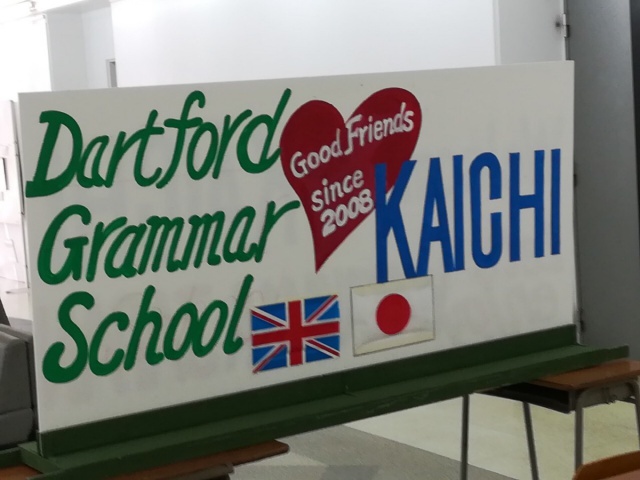 Dartford
Grammar
School
Good Friends
since
2008
KAICHI